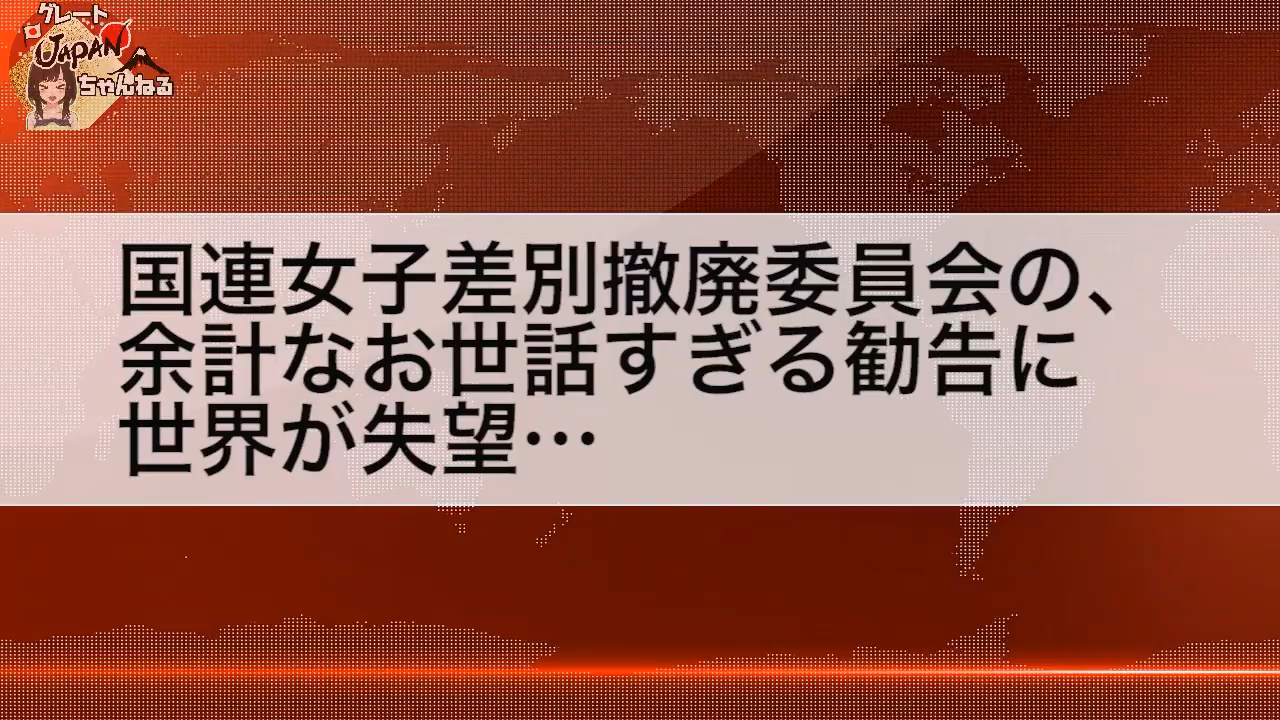 グレート
JAPAN
ちゃんねる
国連女子差別撤廃委員会の、
余計なお世話すぎる勧告に
世界が失望…